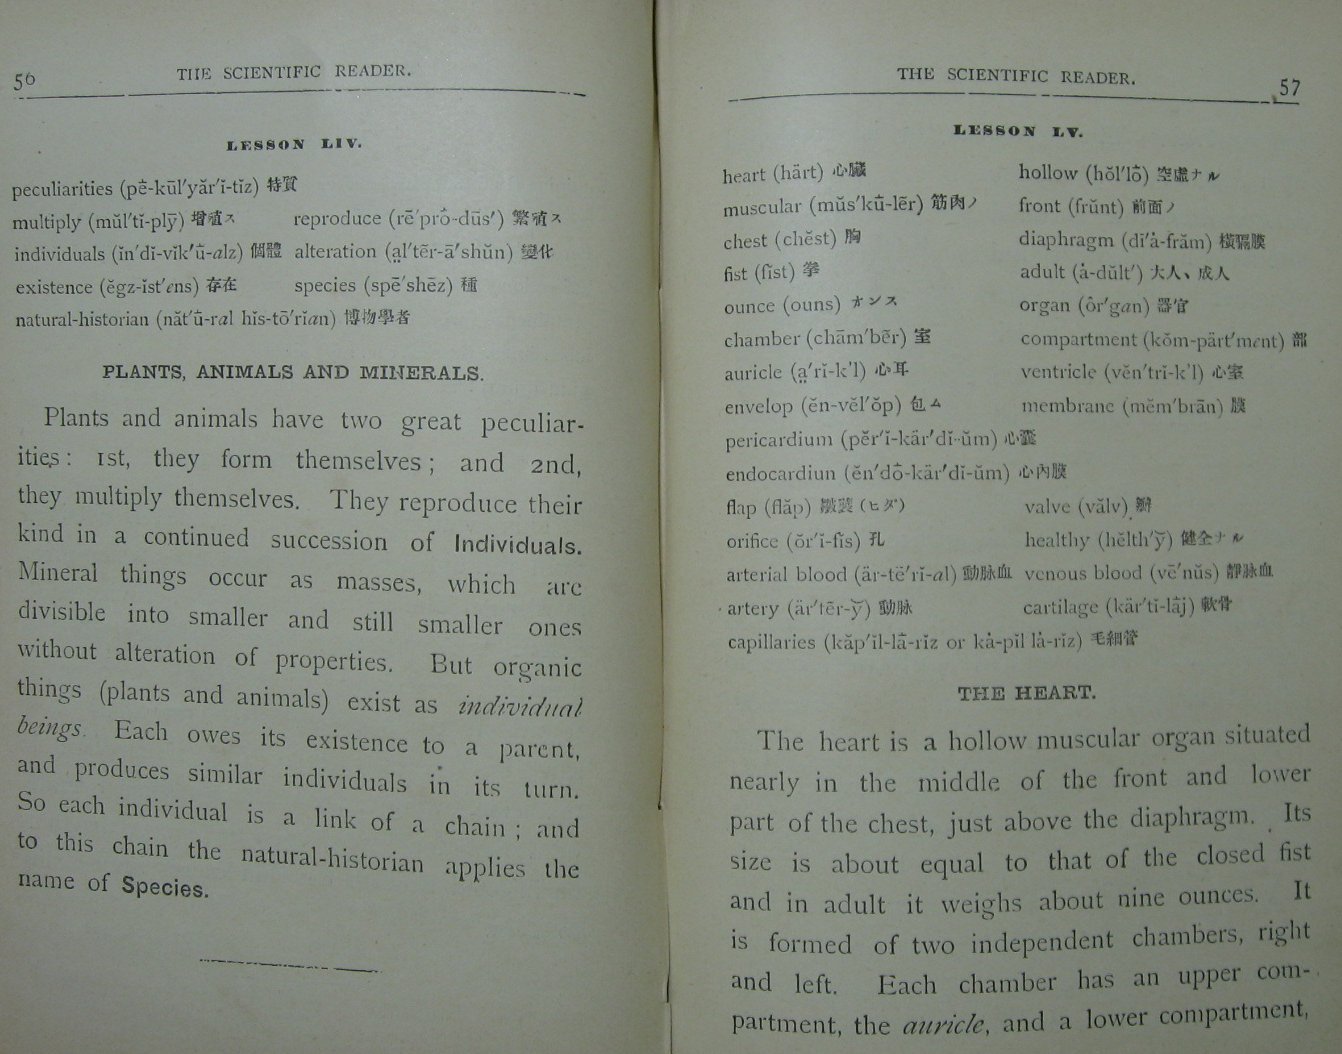 56
THE SCIENTIFIC READER.
LESSON LIV.
peculiarities (pē̇-kūl′yăr′ĭ-tĭz) 特質
multiply (mŭl′tĭ-plȳ) 增殖ス reproduce (rē′prō̇-dūs′) 繁殖ス
individuals (ĭn′dĭ-vĭk′ū̇-alz) 個體 alteration (a̤l′tẽr-ā′shŭn) 變化
existence (ĕgz-ĭst′ens) 存在 species (spē′shēz) 種
natural-historian (năt′ū̇-ral hĭs-tō′rĭan) 博物學者
PLANTS, ANIMALS AND MINERALS.
Plants and animals have two great peculiar-
ities: 1st, they form themselves; and 2nd,
they multiply themselves. They reproduce their
kind in a continued succession of Individuals.
Mineral things occur as masses, which are
divisible into smaller and still smaller ones
without alteration of properties. But organic
things (plants and animals) exist as individual
beings. Each owes its existence to a parent,
and produces similar individuals in its turn.
So each individual is a link of a chain; and
to this chain the natural-historian applies the
name of Species.
THE SCIENTIFIC READER.
57
LESSON LV.
heart (härt) 心臟 hollow (hŏl′lō̇) 空虛ナル
muscular (mŭs′kū̇-lẽr) 筋肉ノ front (frŭnt) 前面ノ
chest (chĕst) 胸 diaphragm (dī′ȧ-frăm) 橫隔膜
fist (fĭst) 拳 adult (ȧ-dŭlt′) 大人、成人
ounce (ouns) オンス organ (ôr′gan) 器官
chamber (chām′bẽr) 室 compartment (kŏm-pärt′ment) 部
auricle (a̤′rĭ-k'l) 心耳 ventricle (vĕn′trĭ-k'l) 心室
envelop (ĕn-vĕl′ŏp) 包ム membrane (mĕm′brān) 膜
pericardium (pĕr′ĭ-kär′dĭ-ŭm) 心囊
endocardiun (ĕn′dō̇-kär′dĭ-ŭm) 心內膜
flap (flăp) 皺襞 (ヒダ) valve (vălv) 瓣
orifice (ŏr′ĭ-fĭs) 孔 healthy (hĕlth′y̆) 健全ナル
arterial blood (är-tē′rĭ-al) 動脉血 venous blood (vē′nŭs) 靜脉血
artery (är′tẽr-y̆) 動脉 cartilage (kär′tĭ-lā̇j) 軟骨
capillaries (kăp′ĭl-lā̇-rĭz or kȧ-pĭl lȧ-rĭz) 毛細管
THE HEART.
The heart is a hollow muscular organ situated
nearly in the middle of the front and lower
part of the chest, just above the diaphragm. Its
size is about equal to that of the closed fist
and in adult it weighs about nine ounces. It
is formed of two independent chambers, right
and left. Each chamber has an upper com-
partment, the auricle, and a lower compartment,